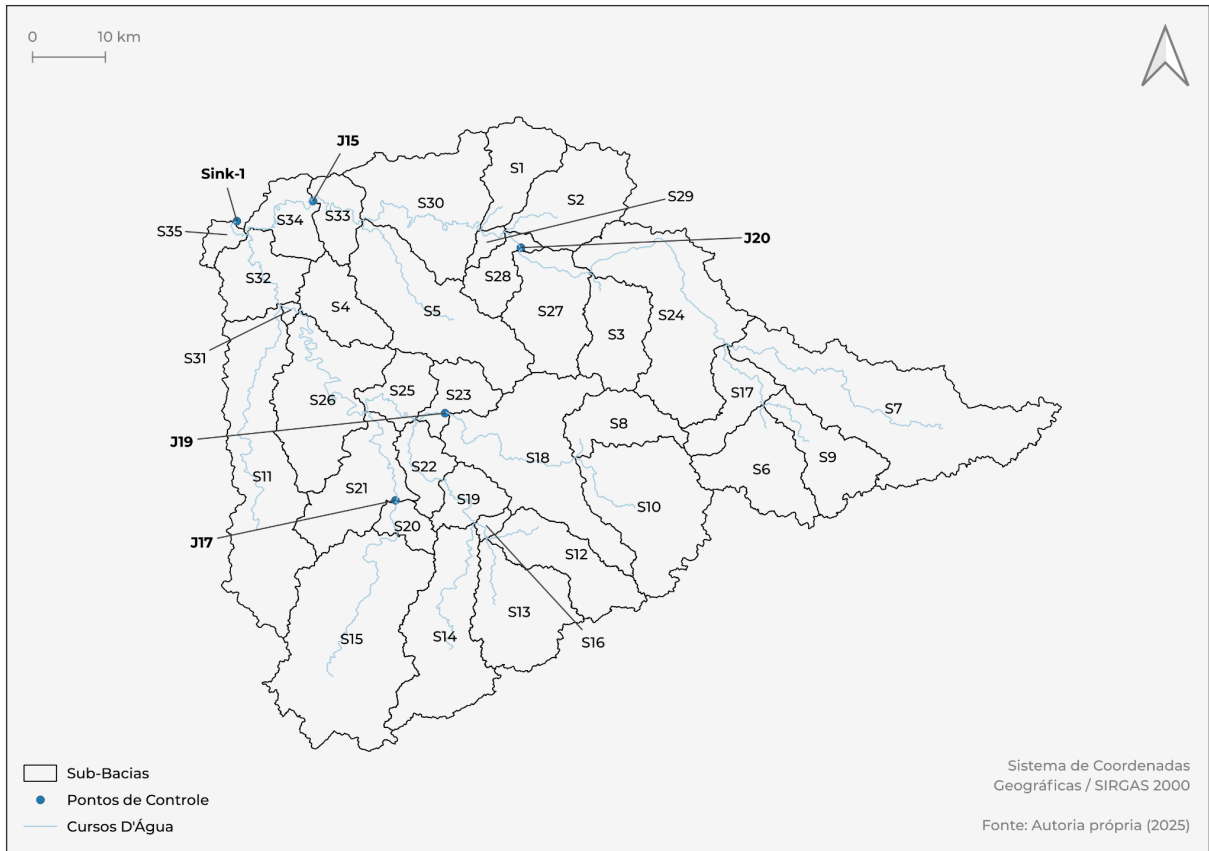 0 10 km
J15
Sink-1
S1
S2
S29
S30
S34
S33
S35
J20
S32
S28
S4
S5
S27
S24
S3
S31
S25
S23
S17
S26
S7
S8
J19
S18
S9
S22
S6
S11
S21
S19
S10
S20
J17
S12
S13
S15
S14
S16
Sub-Bacias
Pontos de Controle
Cursos D'Água
Sistema de Coordenadas
Geográficas / SIRGAS 2000
Fonte: Autoria própria (2025)